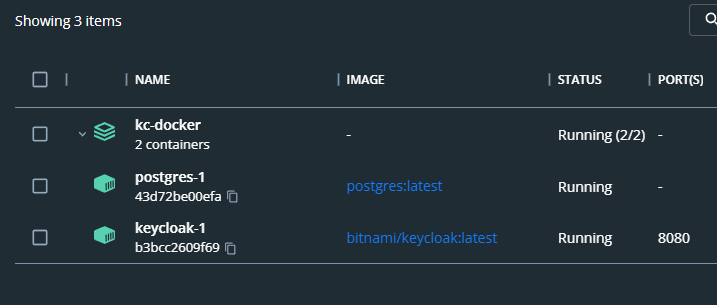 Showing 3 items
NAME IMAGE STATUS PORT(S)
kc-docker - Running (2/2) -
2 containers
postgres-1 postgres:latest Running -
43d72be00efa
keycloak-1 bitnami/keycloak:latest Running 8080
b3bcc2609f69